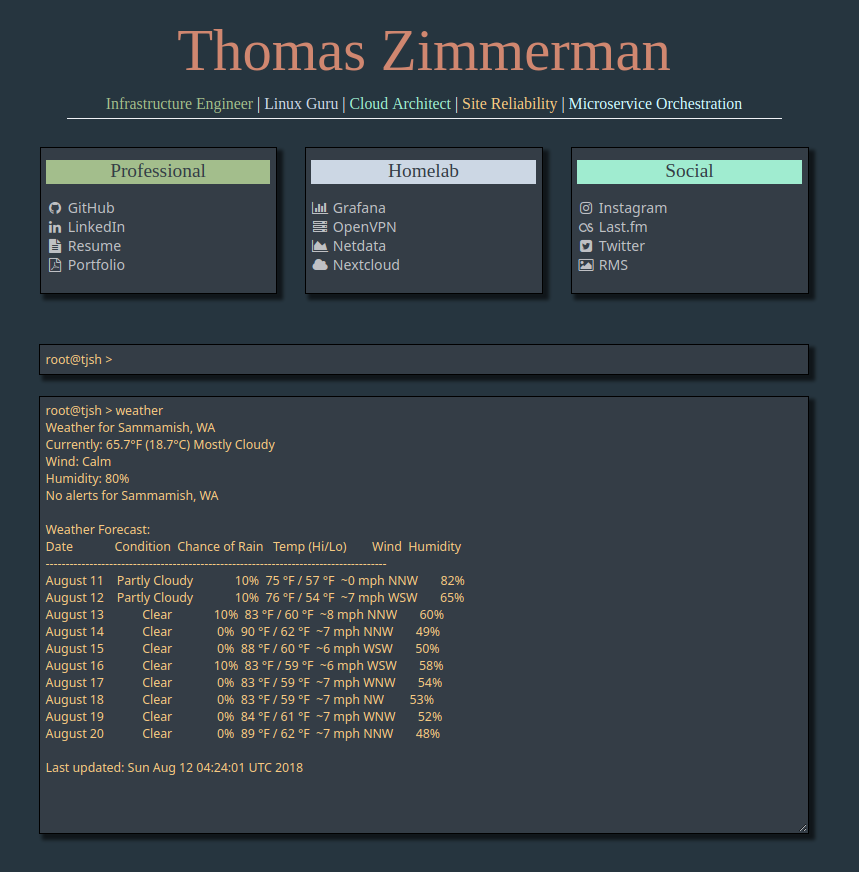 Thomas Zimmerman
Infrastructure Engineer | Linux Guru | Cloud Architect | Site Reliability | Microservice Orchestration
Professional
GitHub
LinkedIn
Resume
Portfolio
Homelab
Grafana
OpenVPN
Netdata
Nextcloud
Social
Instagram
Last.fm
Twitter
RMS
root@tjsh >
root@tjsh > weather
Weather for Sammamish, WA
Currently: 65.7°F (18.7°C) Mostly Cloudy
Wind: Calm
Humidity: 80%
No alerts for Sammamish, WA
Weather Forecast:
Date Condition Chance of Rain Temp (Hi/Lo) Wind Humidity
-------------------------------------------------------------------------------------
August 11 Partly Cloudy 10% 75 °F / 57 °F ~0 mph NNW 82%
August 12 Partly Cloudy 10% 76 °F / 54 °F ~7 mph WSW 65%
August 13 Clear 10% 83 °F / 60 °F ~8 mph NNW 60%
August 14 Clear 0% 90 °F / 62 °F ~7 mph NNW 49%
August 15 Clear 0% 88 °F / 60 °F ~6 mph WSW 50%
August 16 Clear 10% 83 °F / 59 °F ~6 mph WSW 58%
August 17 Clear 0% 83 °F / 59 °F ~7 mph WNW 54%
August 18 Clear 0% 83 °F / 59 °F ~7 mph NW 53%
August 19 Clear 0% 84 °F / 61 °F ~7 mph WNW 52%
August 20 Clear 0% 89 °F / 62 °F ~7 mph NNW 48%
Last updated: Sun Aug 12 04:24:01 UTC 2018